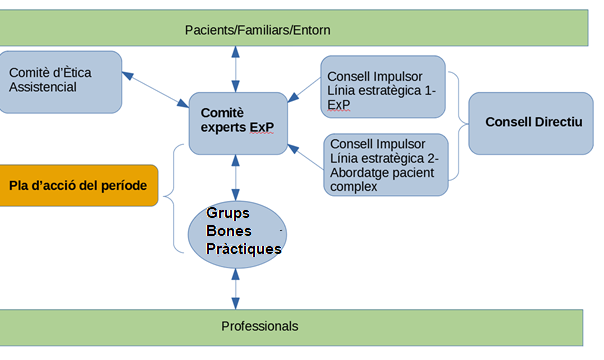 Pacients/Familiars/Entorn
Comitè d’Ètica
Assistencial
Comitè
experts ExP
Consell Impulsor
Línia estratègica 1-
ExP
Consell Directiu
Consell Impulsor
Línia estratègica 2-
Abordatge pacient
complex
Pla d’acció del període
Grups
Bones
Pràctiques
Professionals